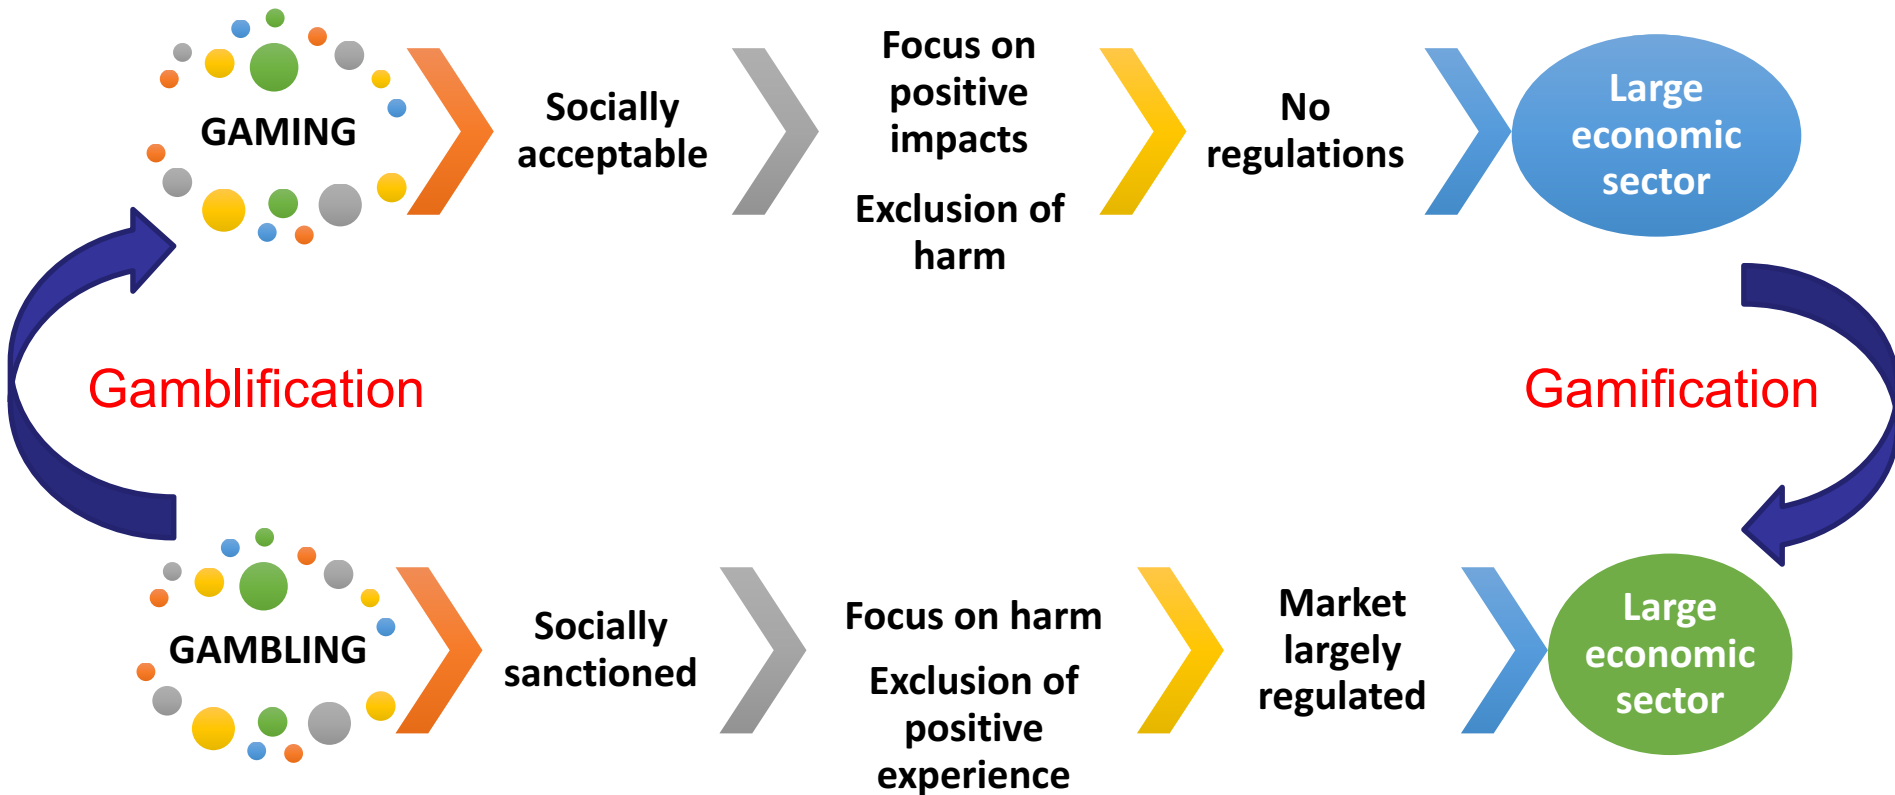 GAMING
Socially
acceptable
Focus on
positive
impacts
Exclusion of
harm
No
regulations
Large
economic
sector
Gamblification
Gamification
GAMBLING
Socially
sanctioned
Focus on harm
Exclusion of
positive
experience
Market
largely
regulated
Large
economic
sector